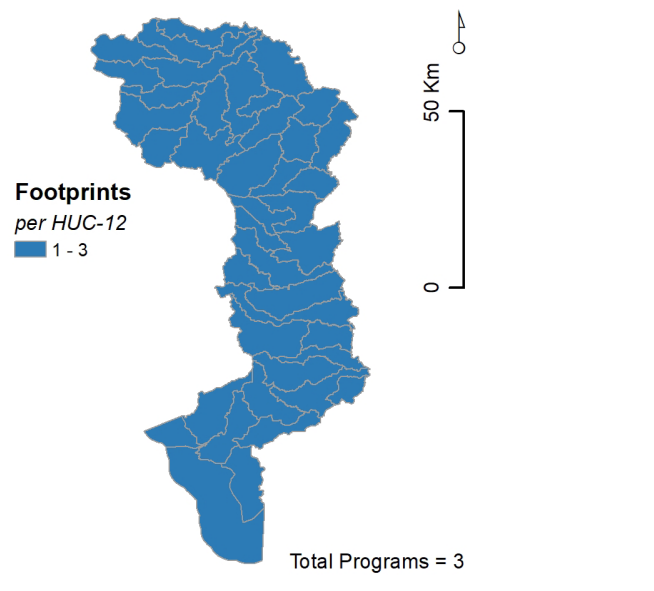 50 Km
0
Footprints
per HUC-12
1 - 3
Total Programs = 3